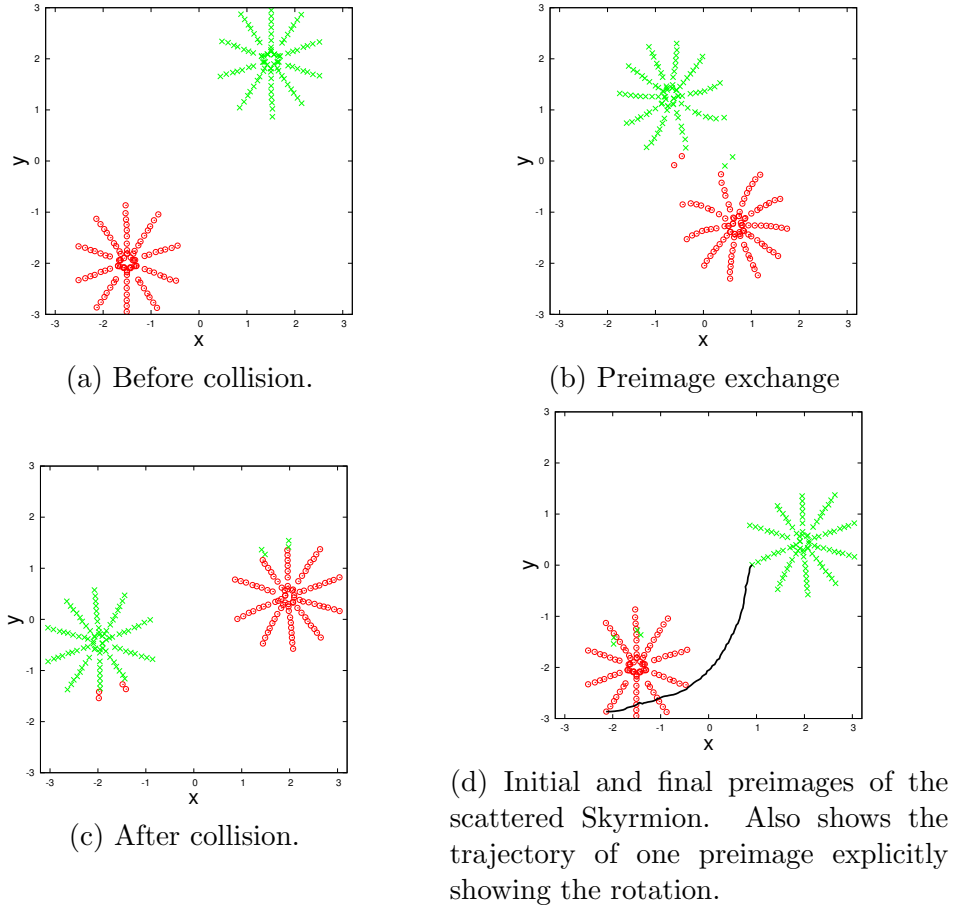 3
2
1
0
-1
-2
-3
-3 -2 -1 0 1 2 3
y
x
(a) Before collision.
3
2
1
0
-1
-2
-3
-3 -2 -1 0 1 2 3
y
x
(b) Preimage exchange
3
2
1
0
-1
-2
-3
-3 -2 -1 0 1 2 3
y
x
(c) After collision.
3
2
1
0
-1
-2
-3
-3 -2 -1 0 1 2 3
y
x
(d) Initial and final preimages of the
scattered Skyrmion. Also shows the
trajectory of one preimage explicitly
showing the rotation.